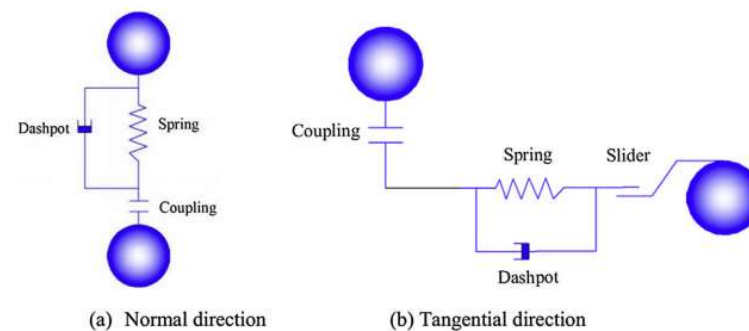 Dashpot
Spring
Coupling
Coupling
Spring
Slider
Dashpot
(a) Normal direction
(b) Tangential direction